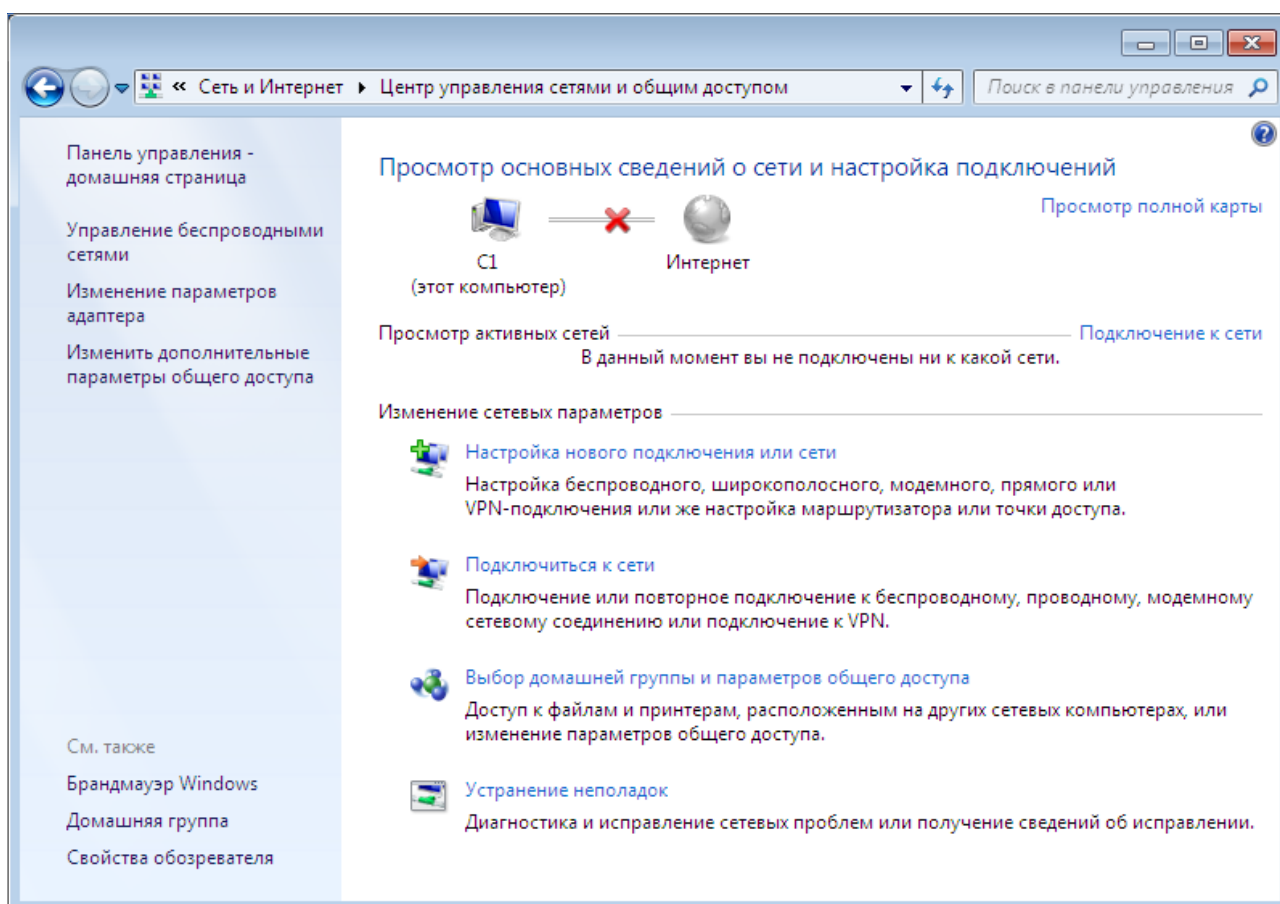 « Сеть и Интернет ▸ Центр управления сетями и общим доступом
Поиск в панели управления
Панель управления -
домашняя страница
Управление беспроводными
сетями
Изменение параметров
адаптера
Изменить дополнительные
параметры общего доступа
См. также
Брандмауэр Windows
Домашняя группа
Свойства обозревателя
Просмотр основных сведений о сети и настройка подключений
Просмотр полной карты
C1
(этот компьютер)
Интернет
Просмотр активных сетей
Подключение к сети
В данный момент вы не подключены ни к какой сети.
Изменение сетевых параметров
Настройка нового подключения или сети
Настройка беспроводного, широкополосного, модемного, прямого или
VPN-подключения или же настройка маршрутизатора или точки доступа.
Подключиться к сети
Подключение или повторное подключение к беспроводному, проводному, модемному
сетевому соединению или подключение к VPN.
Выбор домашней группы и параметров общего доступа
Доступ к файлам и принтерам, расположенным на других сетевых компьютерах, или
изменение параметров общего доступа.
Устранение неполадок
Диагностика и исправление сетевых проблем или получение сведений об исправлении.